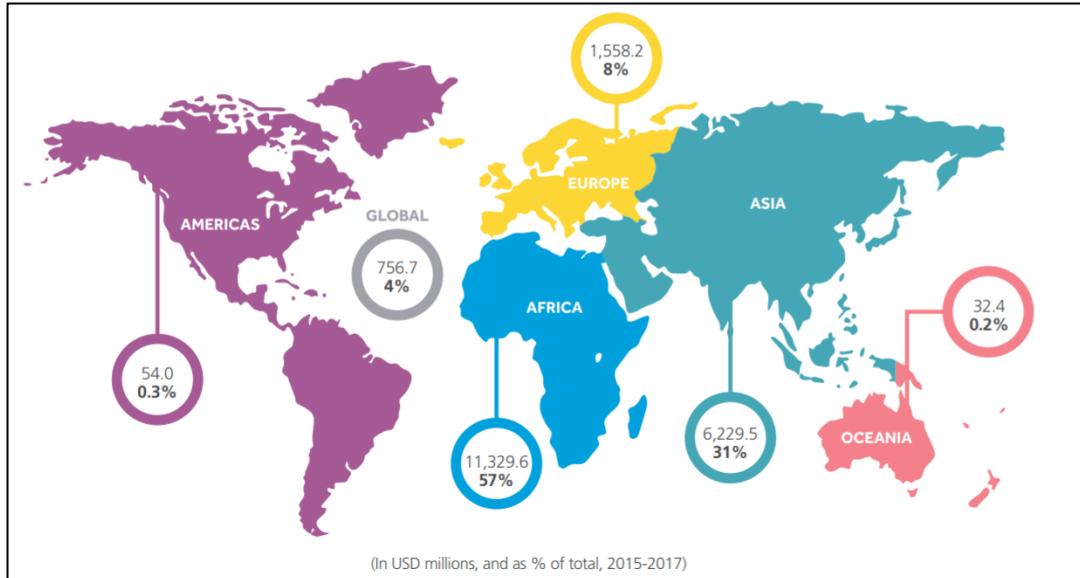 1,558.2
8%
EUROPE
ASIA
AMERICAS
GLOBAL
756.7
4%
AFRICA
32.4
0.2%
54.0
0.3%
11,329.6
57%
6,229.5
31%
OCEANIA
(In USD millions, and as % of total, 2015-2017)